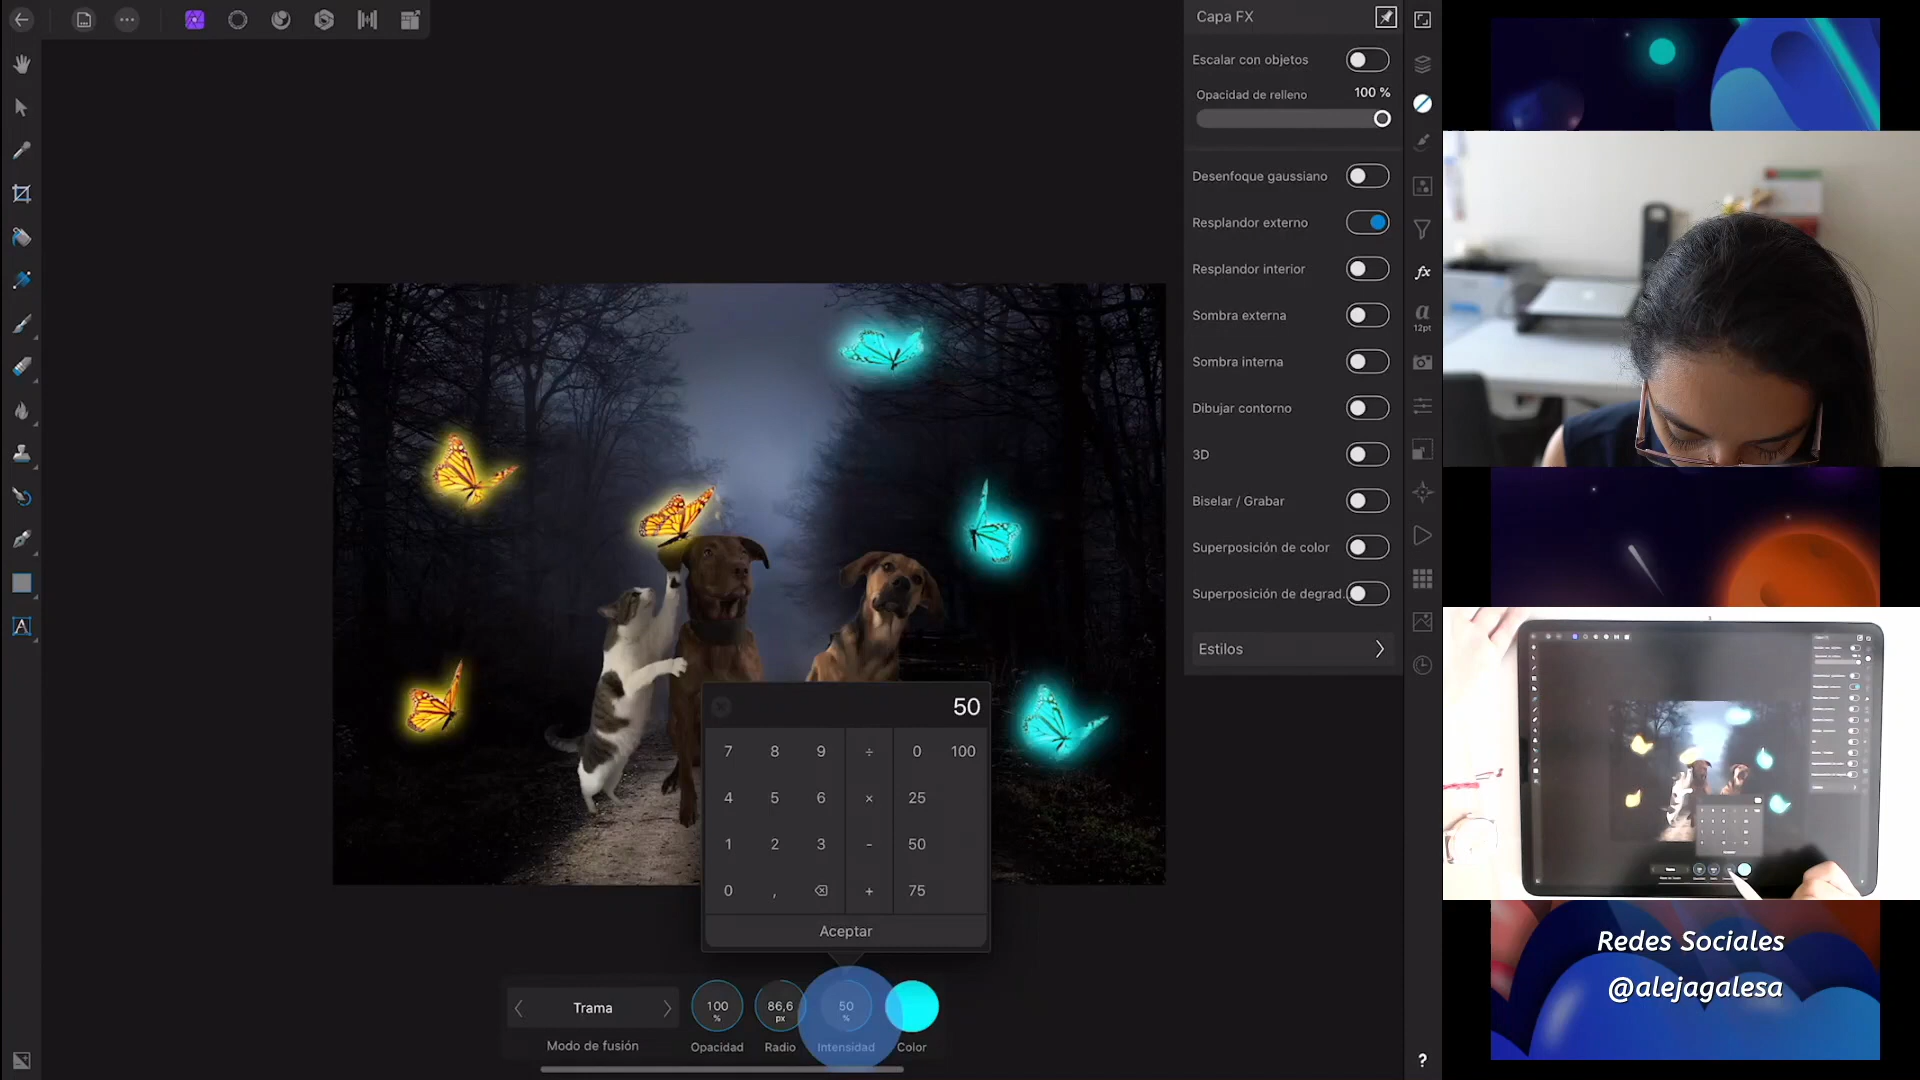 Capa FX
Escalar con objetos
Opacidad de relleno 100 %
Desenfoque gaussiano
Resplandor externo
Resplandor interior
Sombra externa
Sombra interna
Dibujar contorno
3D
Biselar / Grabar
Superposición de color
Superposición de degrad...
Estilos
fx
a
12pt
A
50
7 8 9 ÷ 0 100
4 5 6 × 25
1 2 3 - 50
0 , + 75
Aceptar
Trama
Modo de fusión
100 %
Opacidad
86,6 px
Radio
50 %
Intensidad
Color
?
Redes Sociales
@alejagalesa